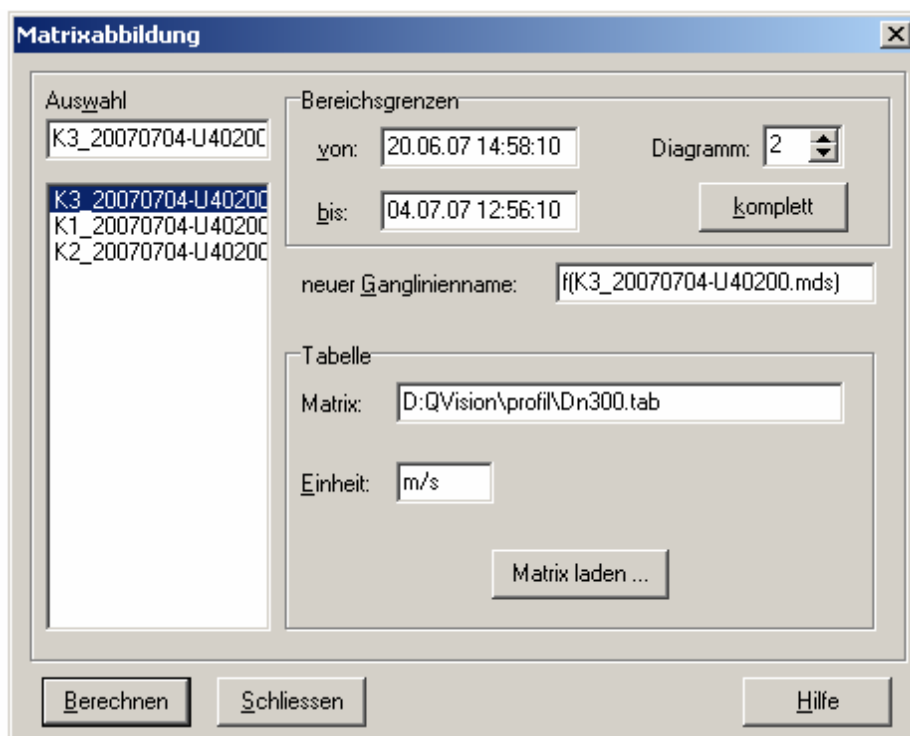 Matrixabbildung
Auswahl
K3_20070704-U40200
K3_20070704-U40200
K1_20070704-U40200
K2_20070704-U40200
Bereichsgrenzen
von: 20.06.07 14:58:10 Diagramm: 2
bis: 04.07.07 12:56:10 komplett
neuer Ganglinienname: f(K3_20070704-U40200.mds)
Tabelle
Matrix: D:QVision\profil\Dn300.tab
Einheit: m/s
Matrix laden ...
Berechnen Schliessen Hilfe